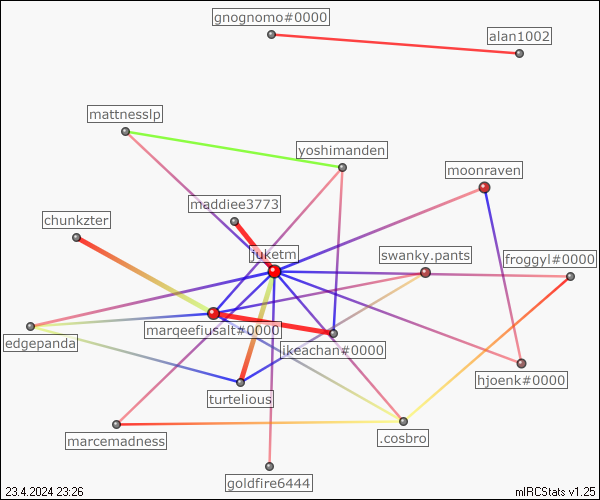 gnognomo#0000
alan1002
mattnesslp
yoshimanden
moonraven
maddiee3773
chunkzter
juketm
swanky.pants
froggyl#0000
marqeefiusalt#0000
edgepanda
ikeachan#0000
hjoenk#0000
turtelious
marcemadness
.cosbro
goldfire6444
23.4.2024 23:26
mIRCStats v1.25